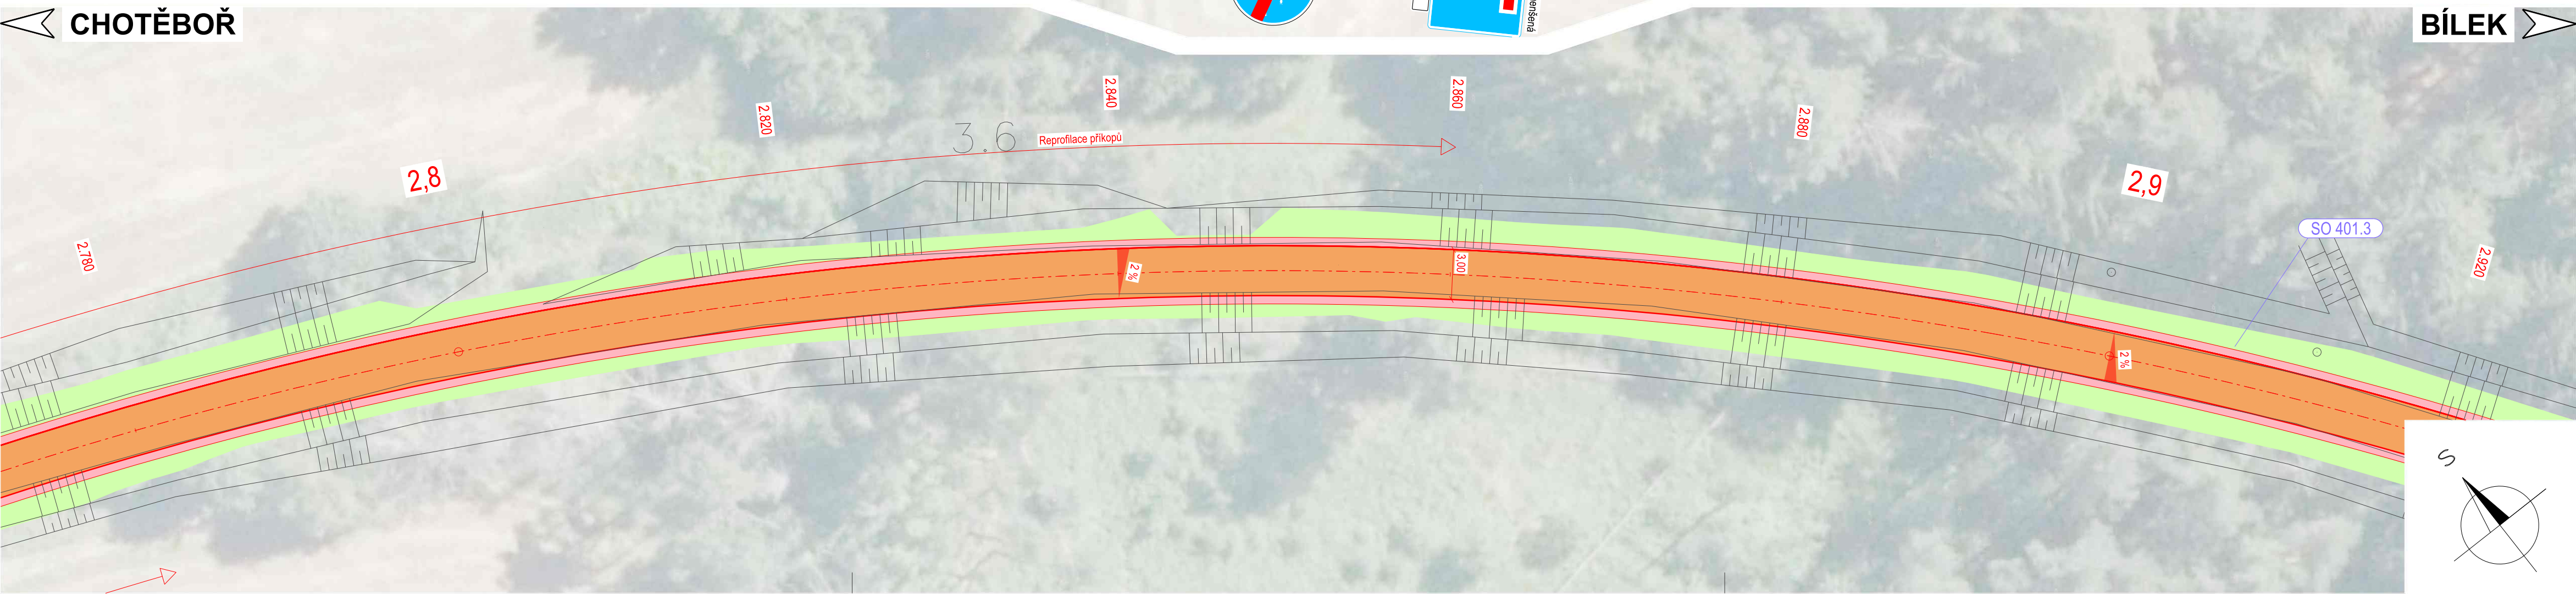 CHOTĚBOŘ
BÍLEK
2.780
2,8
2.820
3.6
Reprofilace příkopů
2.840
2.860
2.880
2,9
SO 401.3
2.920
2 %
3,00
2 %
S